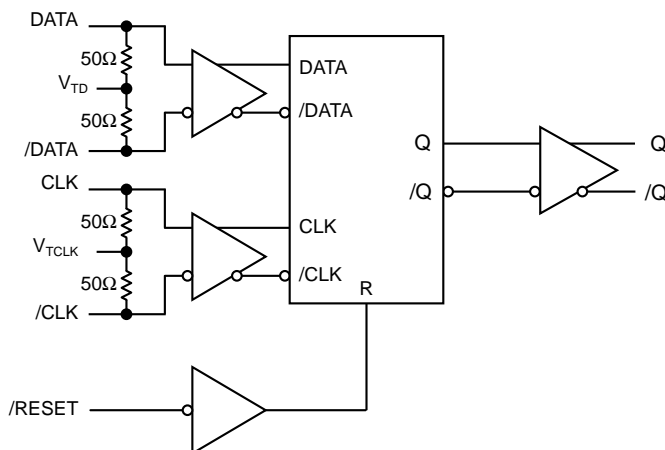 DATA
50Ω
VTD
50Ω
/DATA
CLK
50Ω
VTCLK
50Ω
/CLK
/RESET
DATA
/DATA
CLK
/CLK
R
Q
/Q
Q
/Q